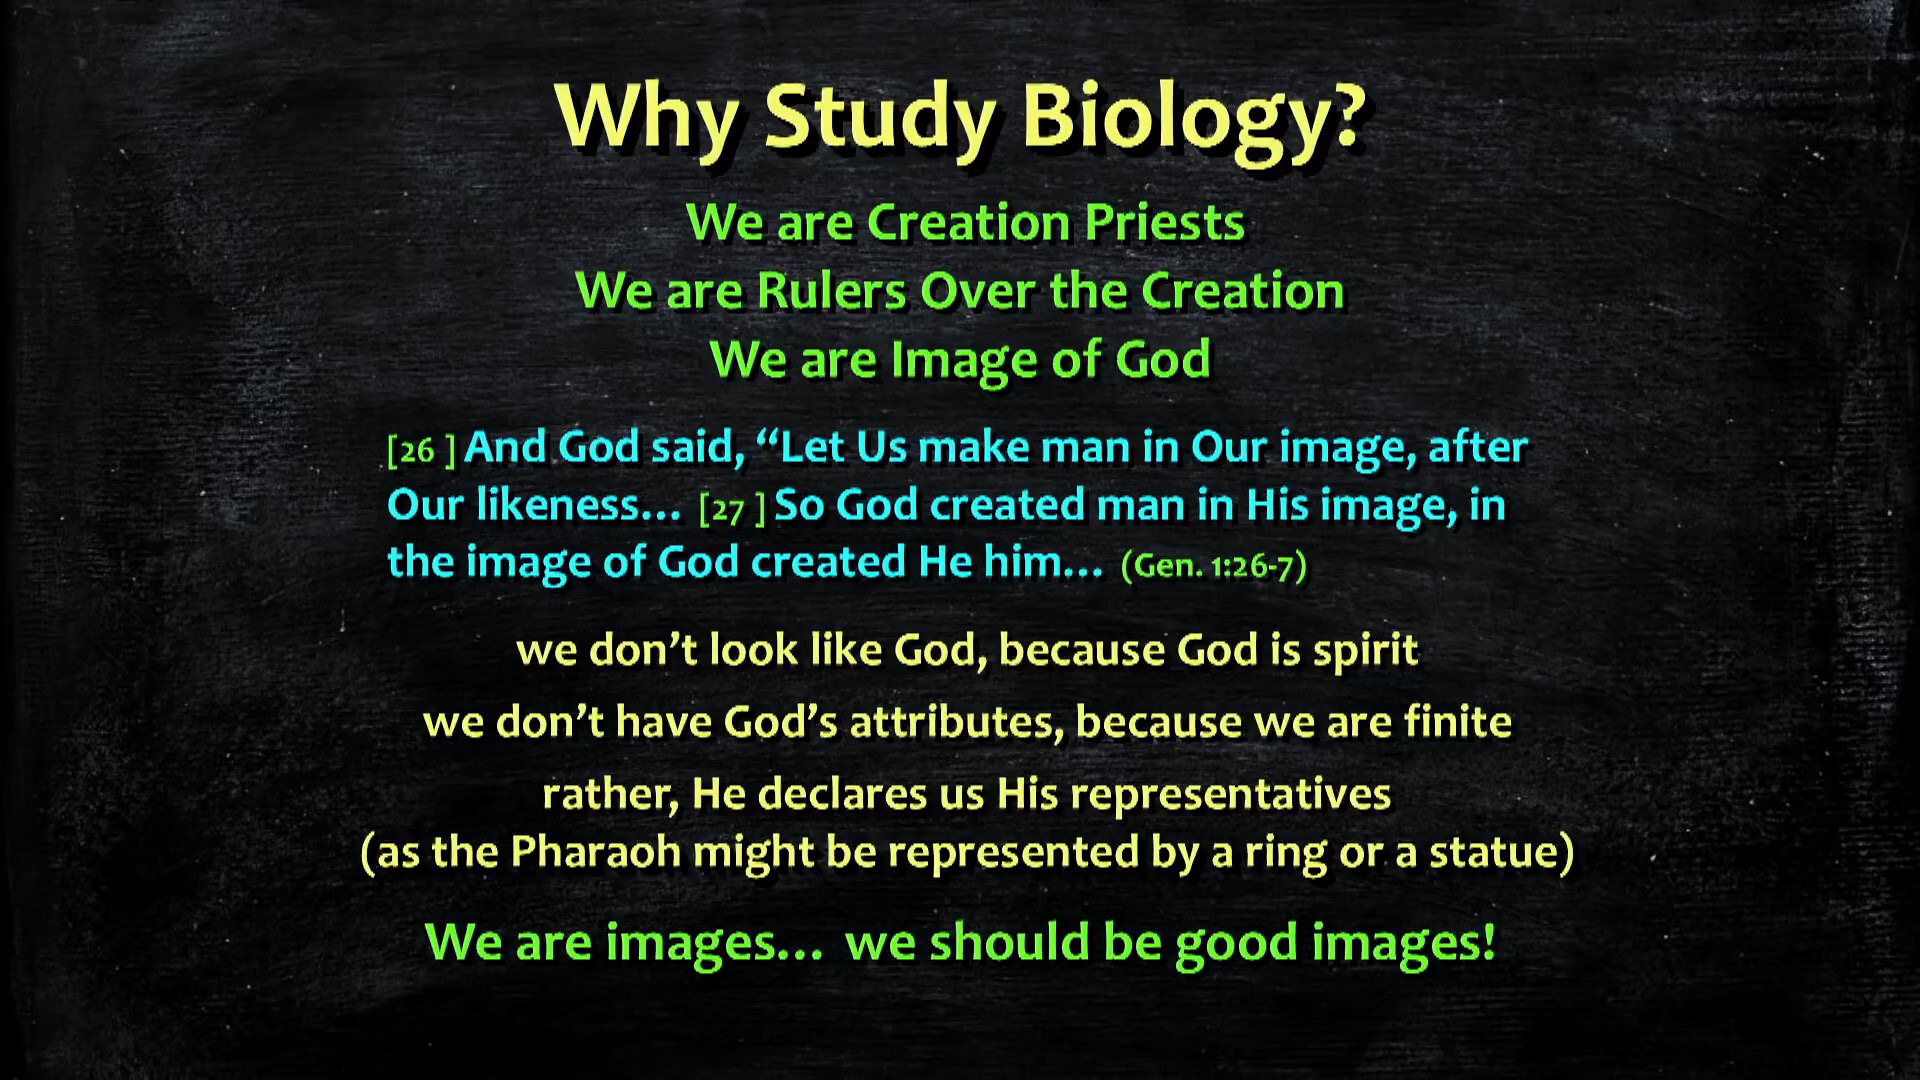 Why Study Biology?
We are Creation Priests
We are Rulers Over the Creation
We are Image of God
[26 ] And God said, “Let Us make man in Our image, after
Our likeness… [27 ] So God created man in His image, in
the image of God created He him… (Gen. 1:26-7)
we don’t look like God, because God is spirit
we don’t have God’s attributes, because we are finite
rather, He declares us His representatives
(as the Pharaoh might be represented by a ring or a statue)
We are images… we should be good images!